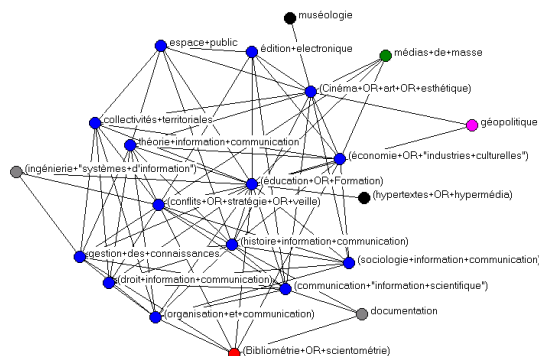 muséologie
espace+public
édition+electronique
médias+de+masse
(Cinéma+OR+art+OR+esthétique)
collectivités+territoriales
géopolitique
théorie+information+communication
(économie+OR+"industries+culturelles")
(ingénierie+"systèmes+d'information")
(éducation+OR+Formation)
(hypertextes+OR+hypermédia)
(conflits+OR+stratégie+OR+veille)
(histoire+information+communication)
gestion+des+connaissances
(sociologie+information+communication)
(droit+information+communication)
(communication+"information+scientifique")
(organisation+et+communication)
documentation
(Bibliométrie+OR+scientométrie)